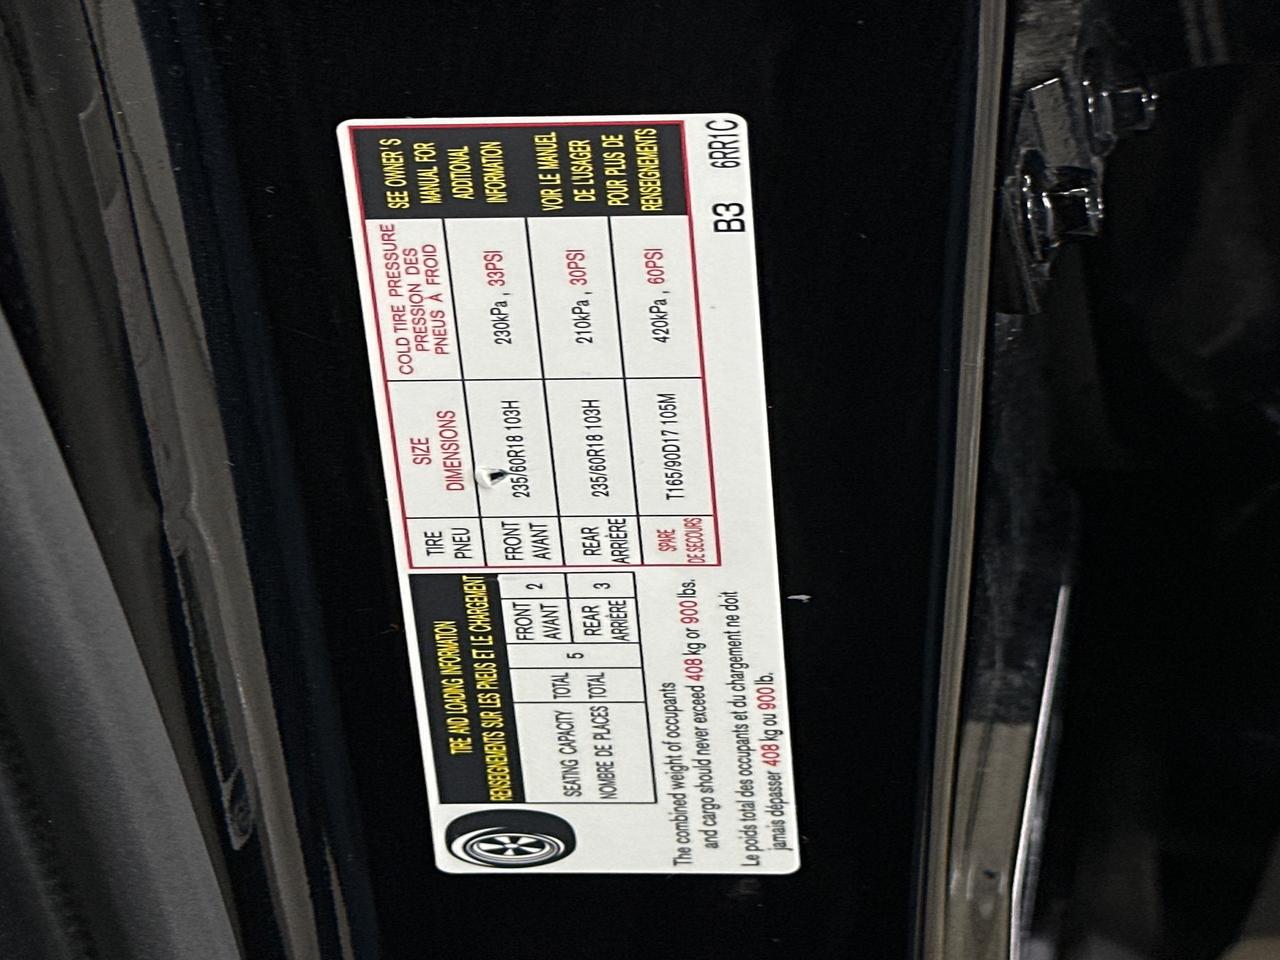 TIRE AND LOADING INFORMATION
RENSEIGNEMENTS SUR LES PNEUS ET LE CHARGEMENT
SEATING CAPACITY
NOMBRE DE PLACES
TOTAL
TOTAL
5
FRONT
AVANT
2
REAR
ARRIÈRE
3
The combined weight of occupants
and cargo should never exceed 408 kg or 900 lbs.
Le poids total des occupants et du chargement ne doit
jamais dépasser 408 kg ou 900 lb.
TIRE
PNEU
SIZE
DIMENSIONS
COLD TIRE PRESSURE
PRESSION DES
PNEUS À FROID
FRONT
AVANT
235/60R18 103H
230kPa , 33PSI
REAR
ARRIÈRE
235/60R18 103H
210kPa , 30PSI
SPARE
DE SECOURS
T165/90D17 105M
420kPa , 60PSI
SEE OWNER'S
MANUAL FOR
ADDITIONAL
INFORMATION
VOIR LE MANUEL
DE L'USAGER
POUR PLUS DE
RENSEIGNEMENTS
B3 6RR1C